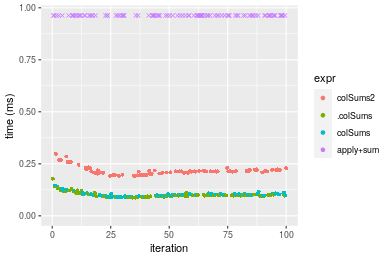 1.00
0.75
0.50
0.25
0.00
time (ms)
0
25
50
75
100
iteration
expr
colSums2
.colSums
colSums
apply+sum